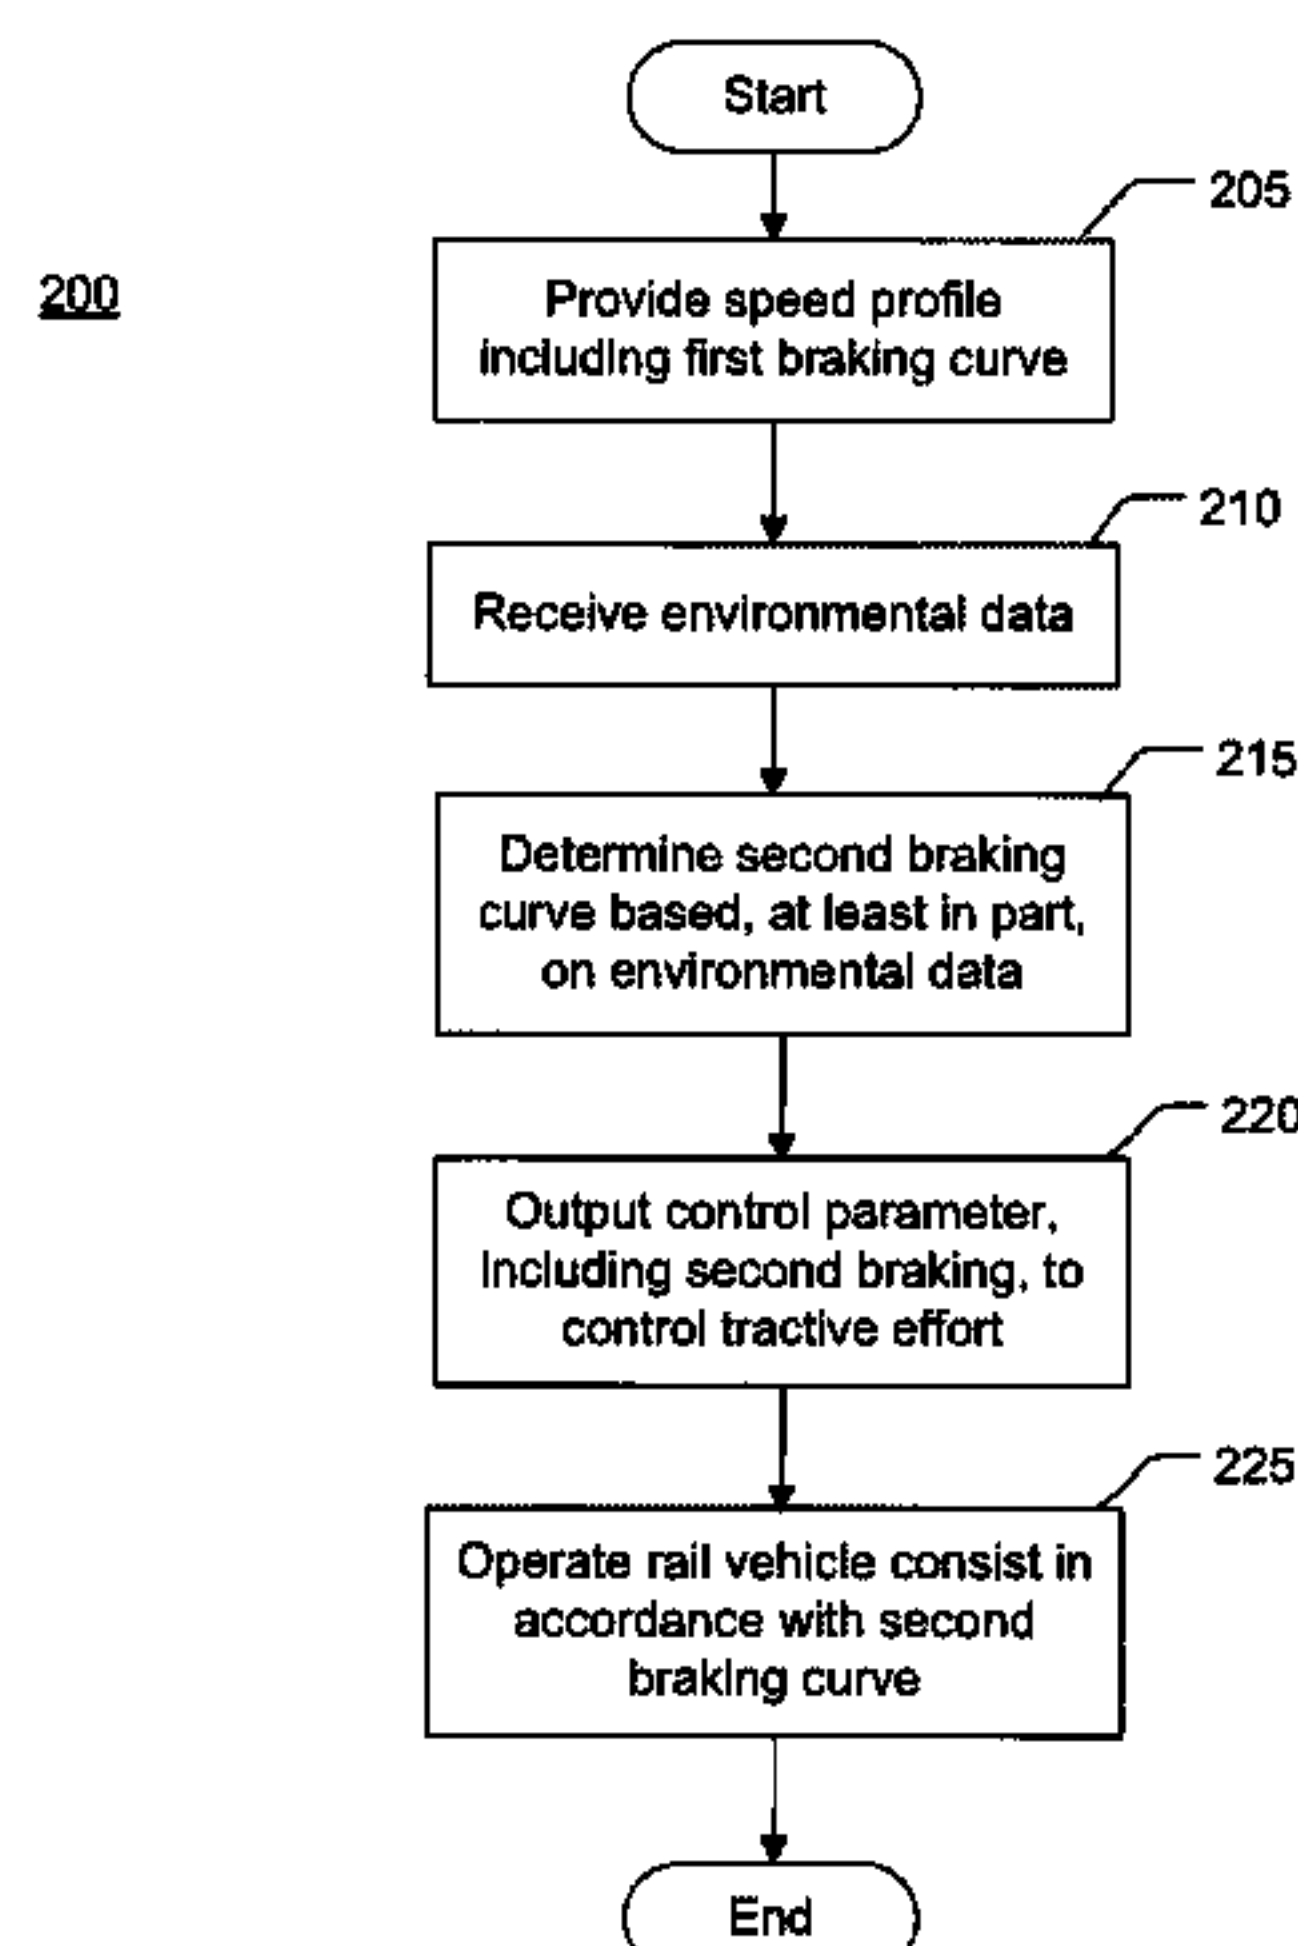 Start
205
200
Provide speed profile
including first braking curve
210
Receive environmental data
215
Determine second braking
curve based, at least in part,
on environmental data
220
Output control parameter,
Including second braking, to
control tractive effort
225
Operate rail vehicle consist in
accordance with second
braking curve
End